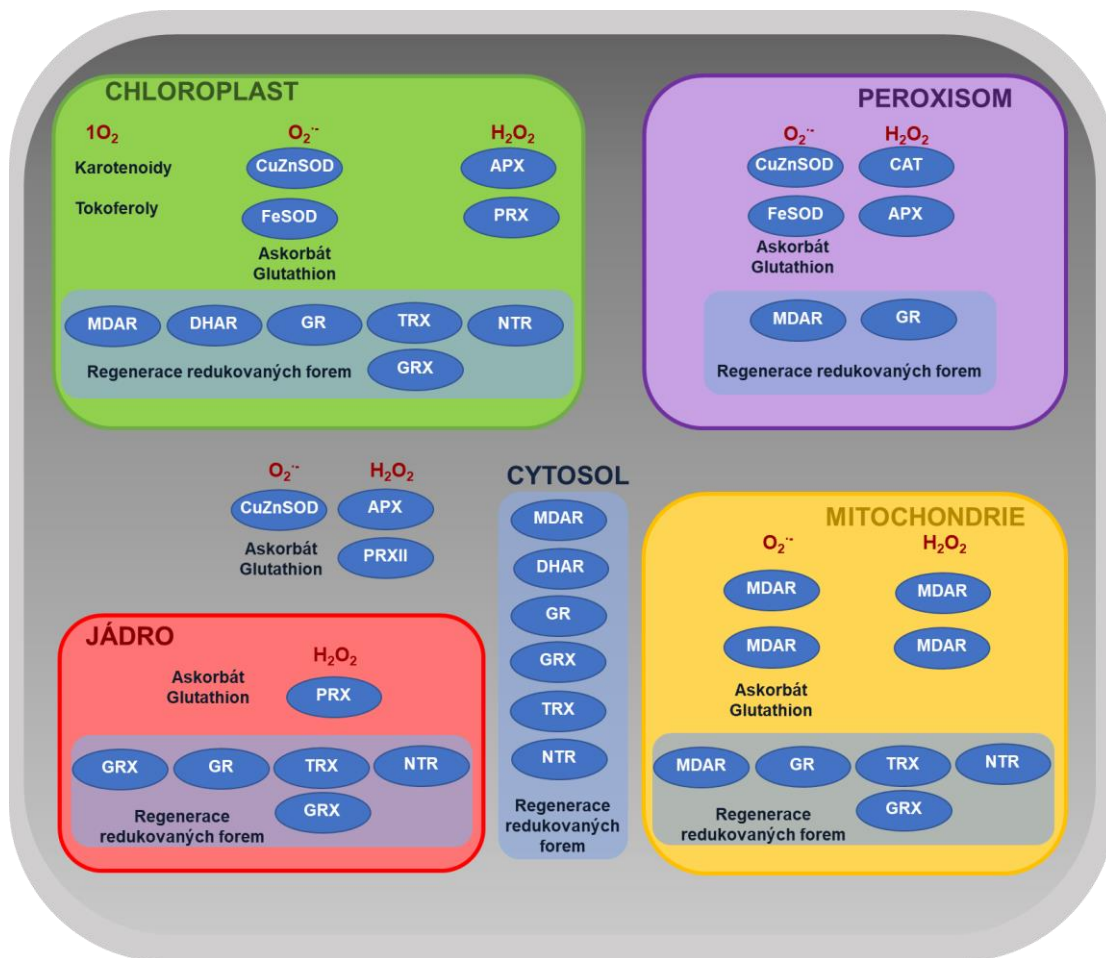 CHLOROPLAST
1O₂
O₂˙⁻
H₂O₂
Karotenoidy
CuZnSOD
APX
Tokoferoly
FeSOD
PRX
Askorbát
Glutathion
MDAR
DHAR
GR
TRX
NTR
Regenerace redukovaných forem
GRX
PEROXISOM
O₂˙⁻
H₂O₂
CuZnSOD
CAT
FeSOD
APX
Askorbát
Glutathion
MDAR
GR
Regenerace redukovaných forem
O₂˙⁻
H₂O₂
CuZnSOD
APX
Askorbát
Glutathion
PRXII
CYTOSOL
MDAR
DHAR
GR
GRX
TRX
NTR
Regenerace
redukovaných
forem
MITOCHONDRIE
O₂˙⁻
H₂O₂
MDAR
MDAR
MDAR
MDAR
Askorbát
Glutathion
MDAR
GR
TRX
NTR
GRX
Regenerace
redukovaných forem
JÁDRO
H₂O₂
Askorbát
Glutathion
PRX
GRX
GR
TRX
NTR
GRX
Regenerace
redukovaných forem